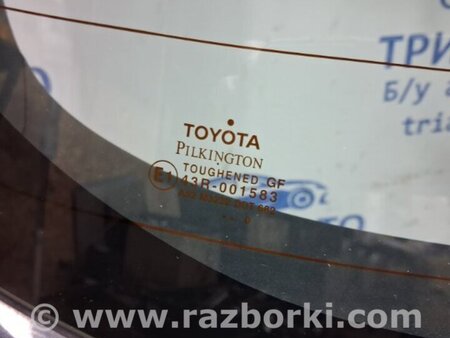 ТРИ
Б/у а
tria
TOYOTA
PILKINGTON
TOUGHENED GF
E1 43R-001583
www.razborki.com